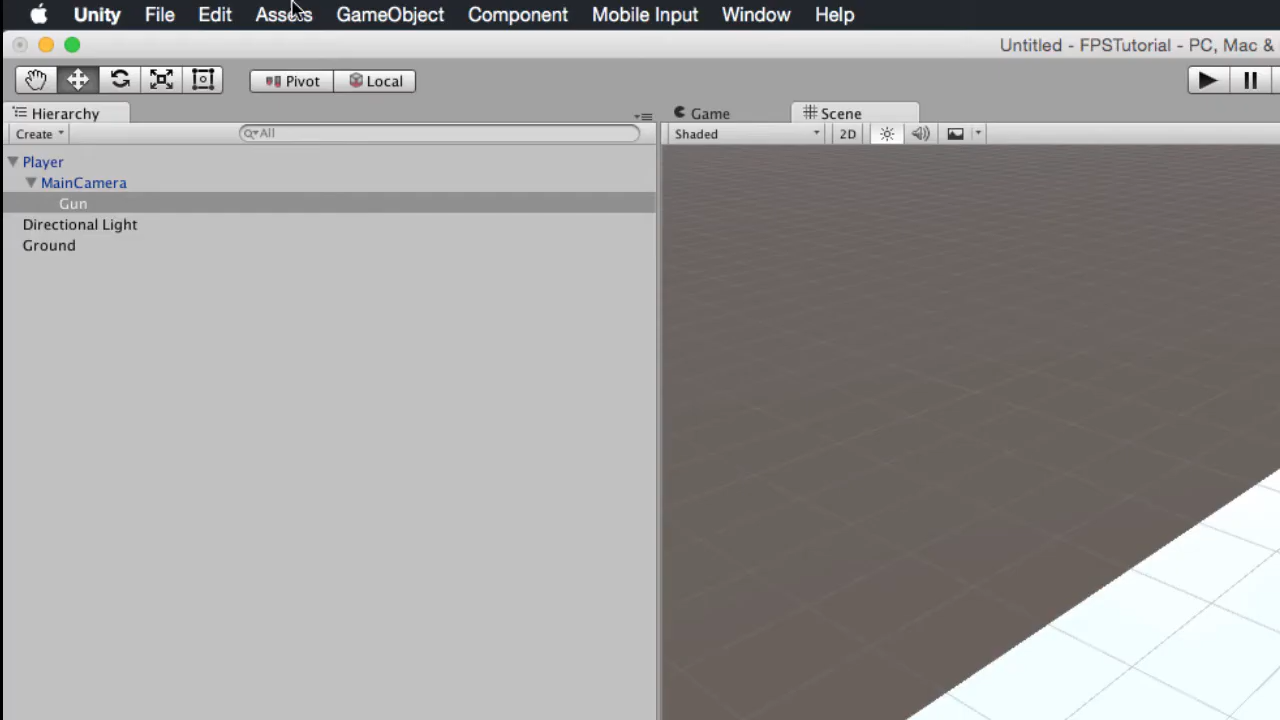 Unity File Edit Assets GameObject Component Mobile Input Window Help
Untitled - FPSTutorial - PC, Mac &
Pivot Local
Hierarchy Game Scene
Create All Shaded 2D
Player
MainCamera
Gun
Directional Light
Ground